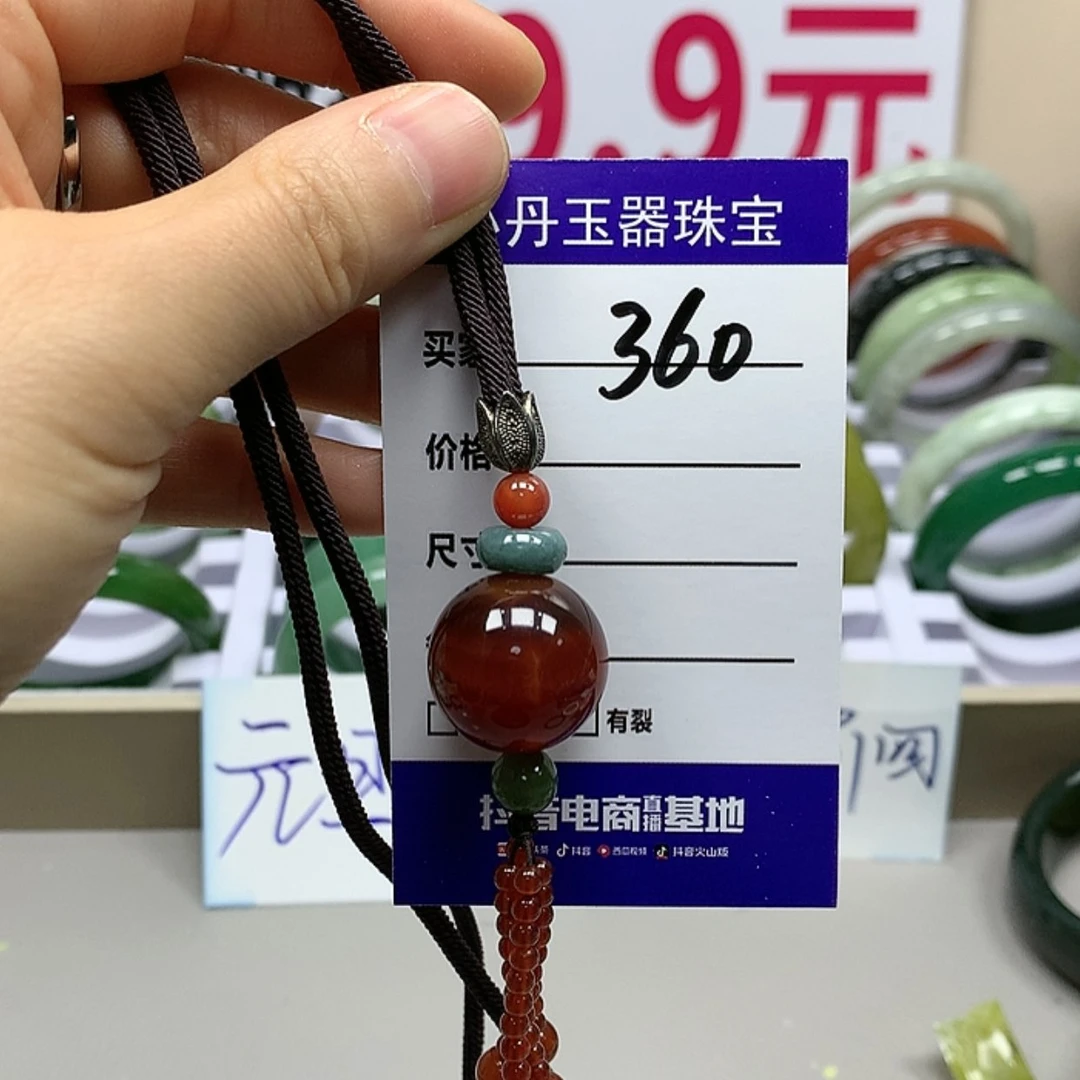 9.9元
丹玉器珠宝
买家 360
价格
尺寸
有裂
抖音电商直播基地
抖音 西瓜视频 抖音火山版
元